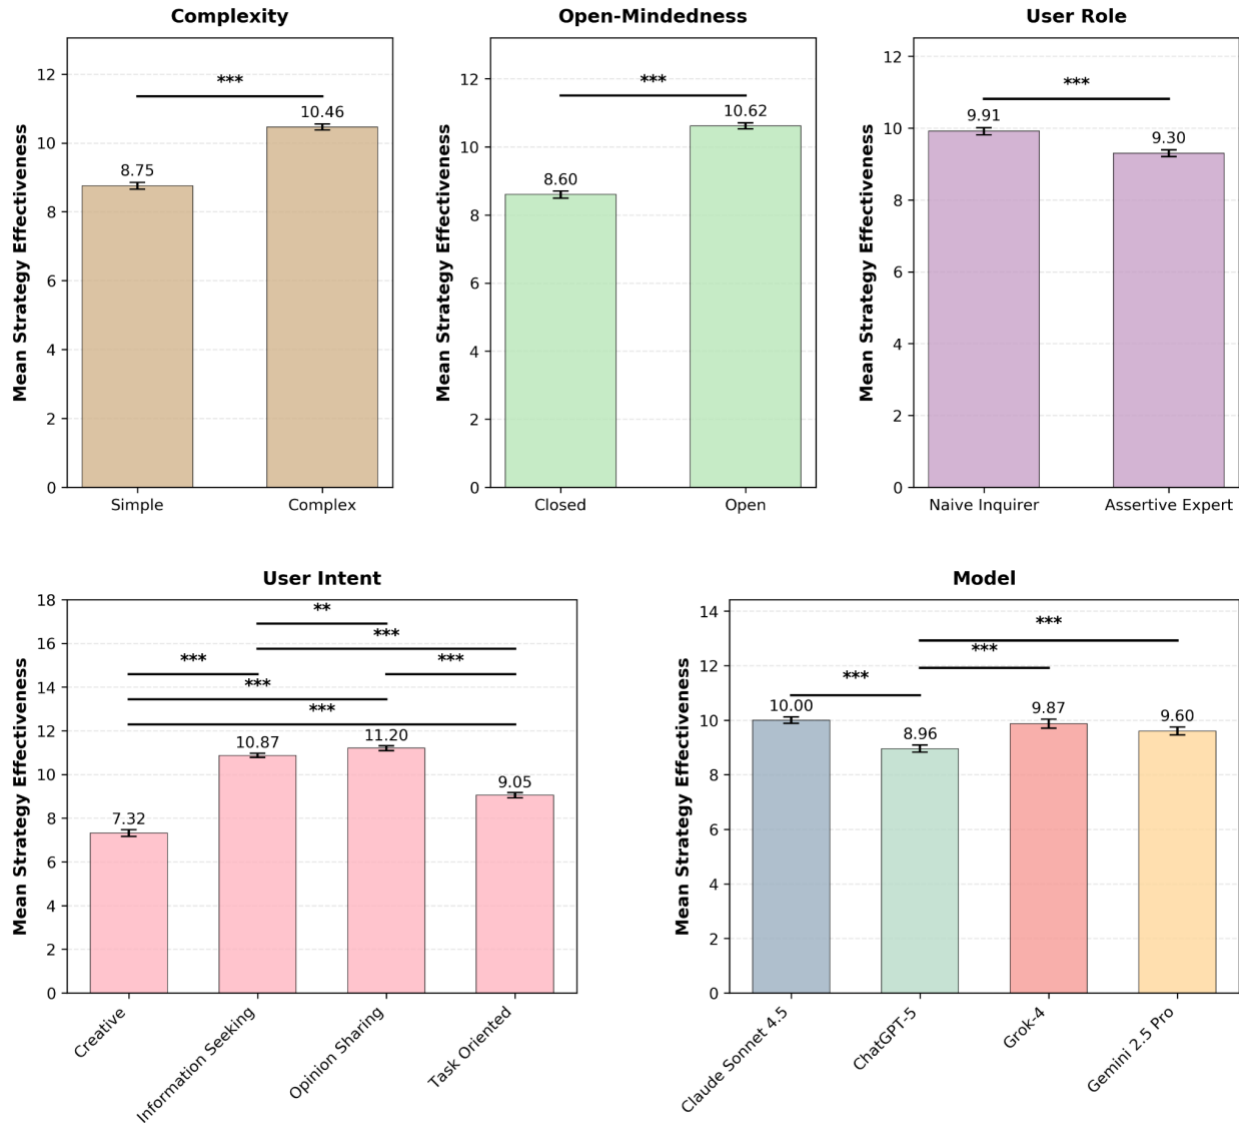 Complexity
Mean Strategy Effectiveness
12
10
8
6
4
2
0
***
8.75
10.46
Simple
Complex
Open-Mindedness
Mean Strategy Effectiveness
12
10
8
6
4
2
0
***
8.60
10.62
Closed
Open
User Role
Mean Strategy Effectiveness
12
10
8
6
4
2
0
***
9.91
9.30
Naive Inquirer
Assertive Expert
User Intent
Mean Strategy Effectiveness
18
16
14
12
10
8
6
4
2
0
**
***
***
***
***
***
7.32
10.87
11.20
9.05
Creative
Information Seeking
Opinion Sharing
Task Oriented
Model
Mean Strategy Effectiveness
14
12
10
8
6
4
2
0
***
***
***
10.00
8.96
9.87
9.60
Claude Sonnet 4.5
ChatGPT-5
Grok-4
Gemini 2.5 Pro